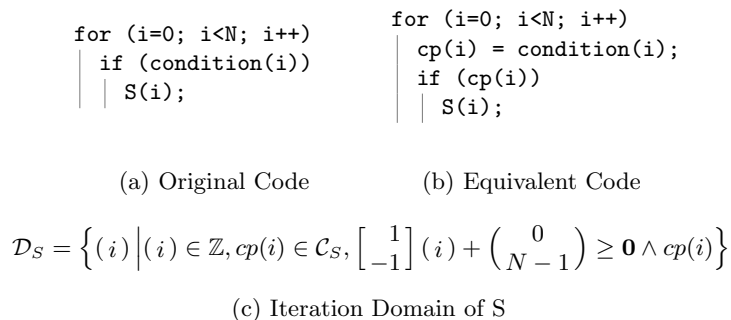 for (i=0; i<N; i++)
if (condition(i))
S(i);
(a) Original Code
for (i=0; i<N; i++)
cp(i) = condition(i);
if (cp(i))
S(i);
(b) Equivalent Code
𝒟_S = { ( i ) | ( i ) ∈ ℤ, cp(i) ∈ 𝒞_S, [ 1 −1 ] ( i ) + ( 0 N − 1 ) ≥ 𝟎 ∧ cp(i) }
(c) Iteration Domain of S